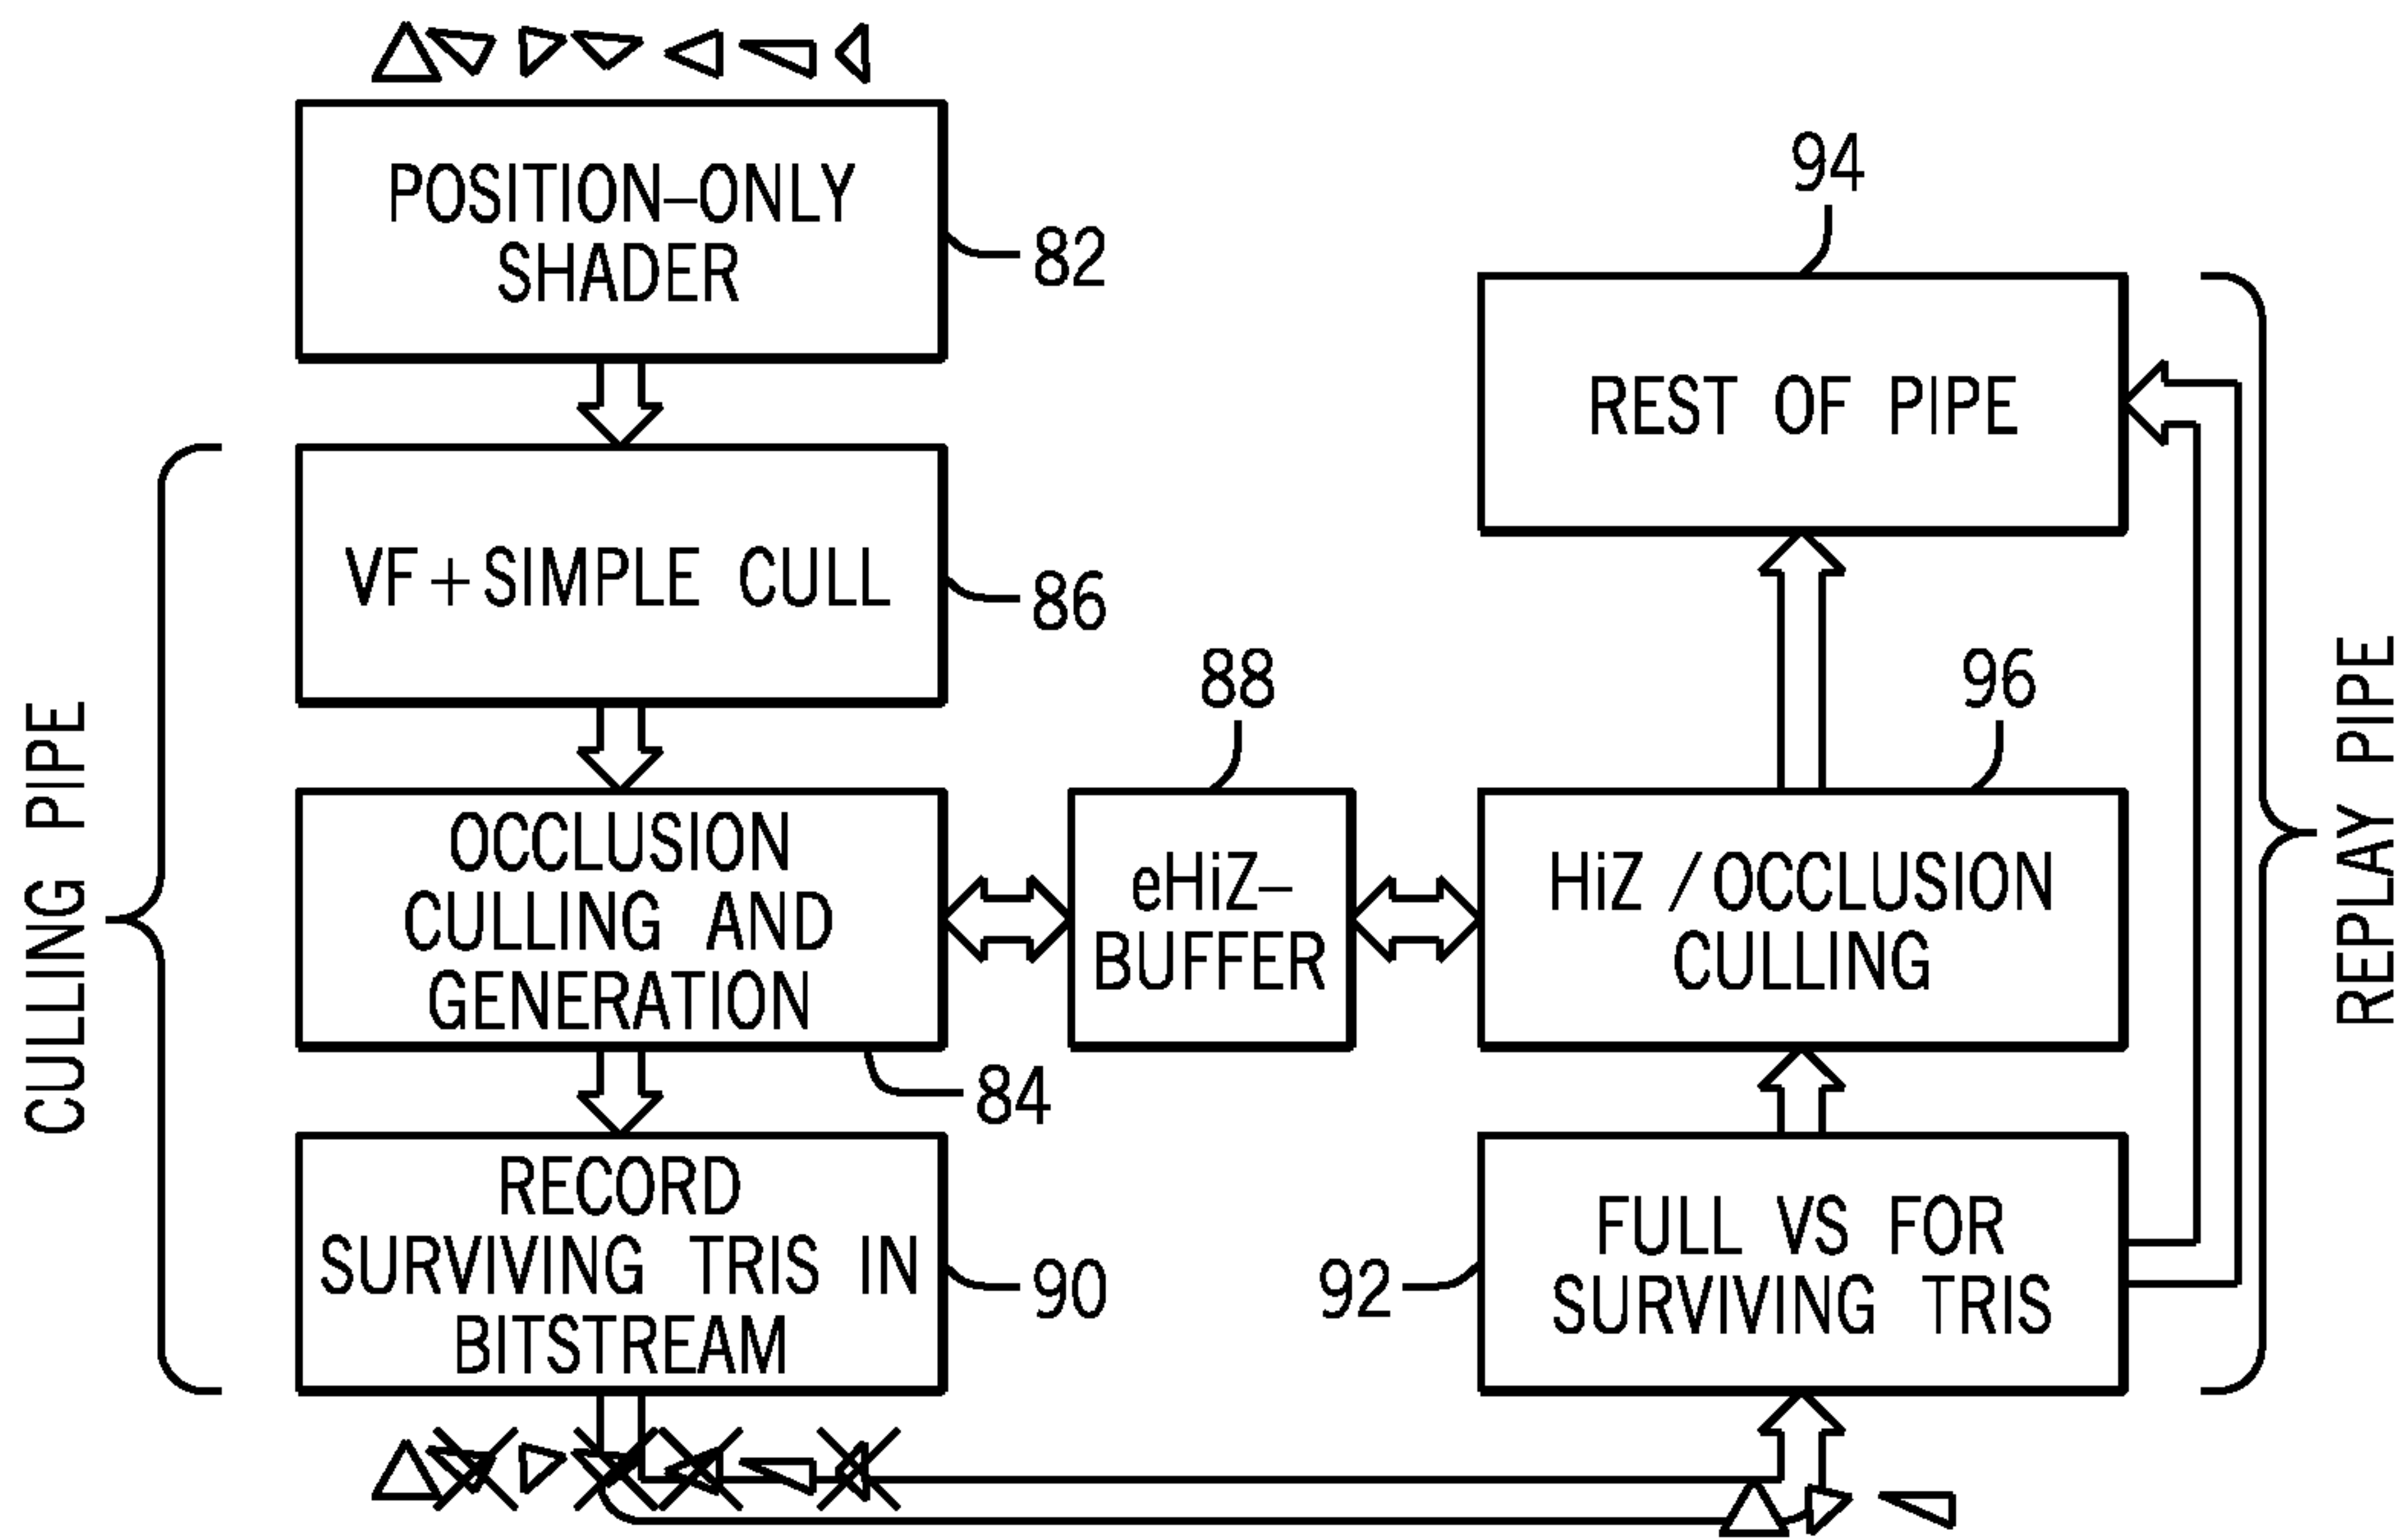 POSITION–ONLY
SHADER
82
VF+SIMPLE CULL
86
CULLING PIPE
OCCLUSION
CULLING AND
GENERATION
84
RECORD
SURVIVING TRIS IN
BITSTREAM
90
88
eHiZ–
BUFFER
94
REST OF PIPE
96
HiZ /OCCLUSION
CULLING
92
FULL VS FOR
SURVIVING TRIS
REPLAY PIPE